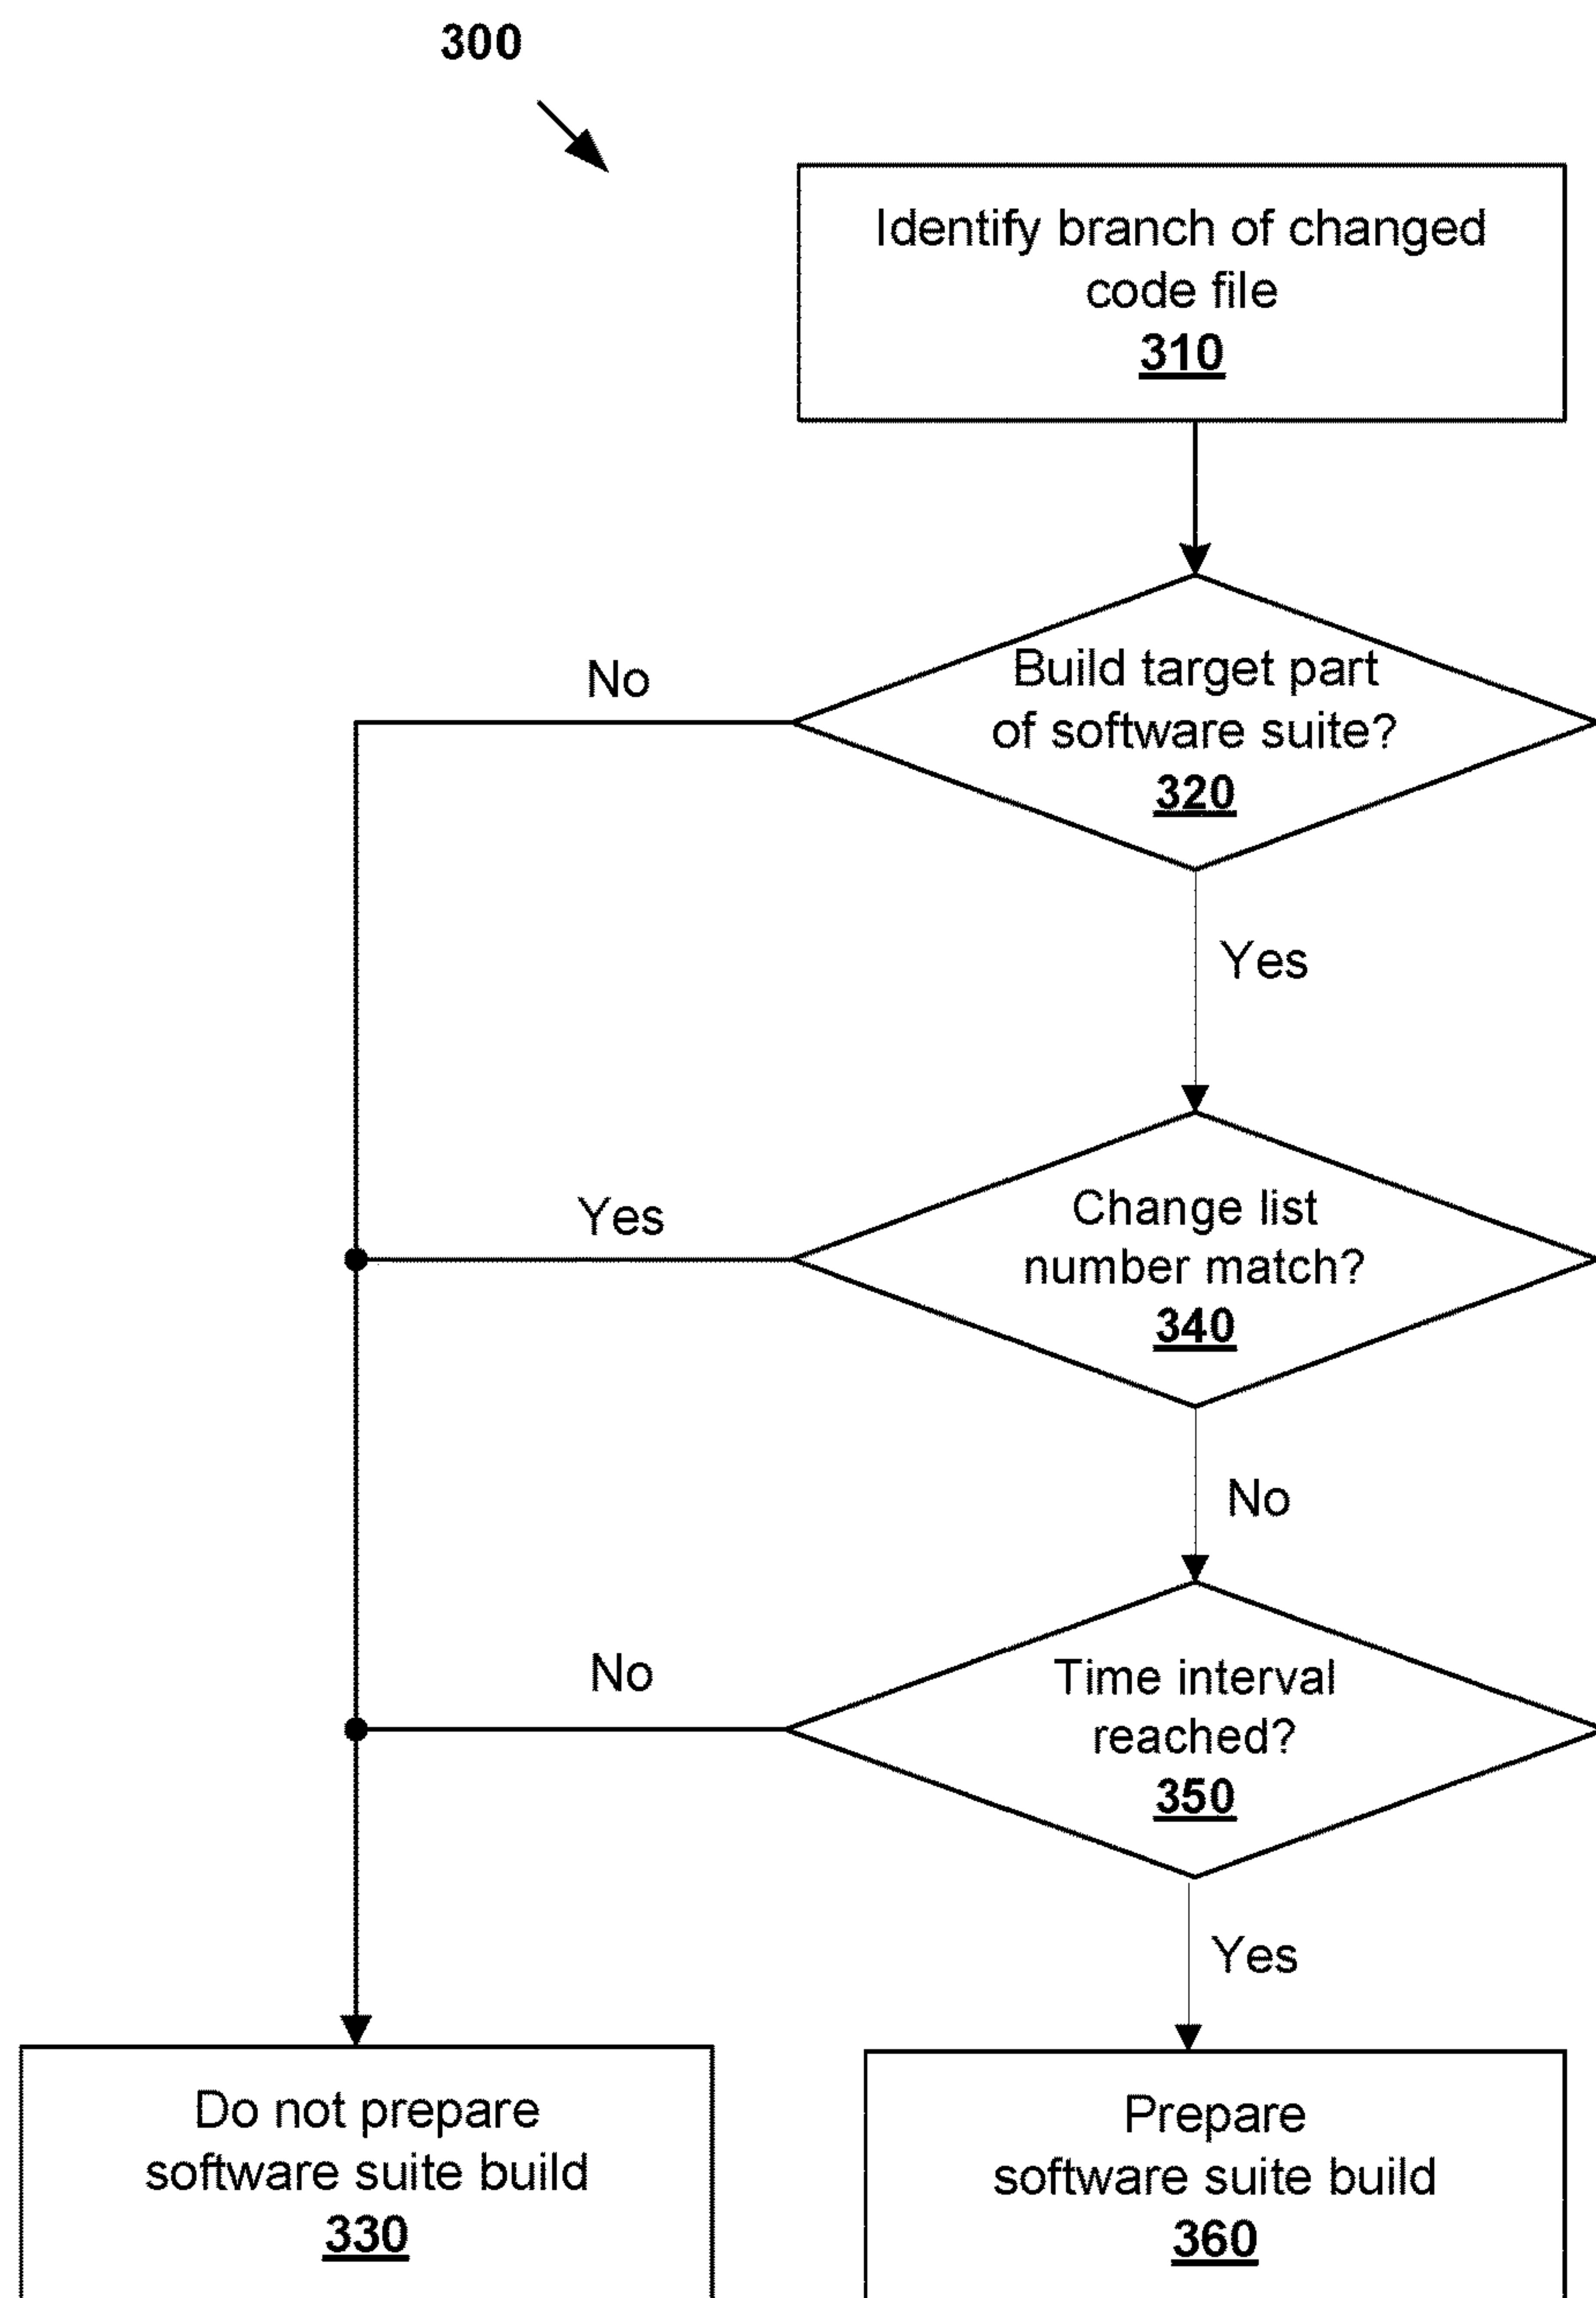 300
Identify branch of changed
code file
310
Build target part
of software suite?
320
No
Yes
Change list
number match?
340
Yes
No
Time interval
reached?
350
No
Yes
Do not prepare
software suite build
330
Prepare
software suite build
360